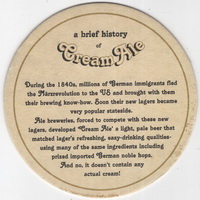 a brief history
of
Cream Ale
During the 1840s, millions of German immigrants fled
the Märzrevolution to the US and brought with them
their brewing know-how. Soon their new lagers became
very popular stateside.
Ale breweries, forced to compete with these new
lagers, developed 'Cream Ale' a light, pale beer that
matched lager's refreshing, easy-drinking qualities-
using many of the same ingredients including
prized imported German noble hops.
And no, it doesn't contain any
actual cream!